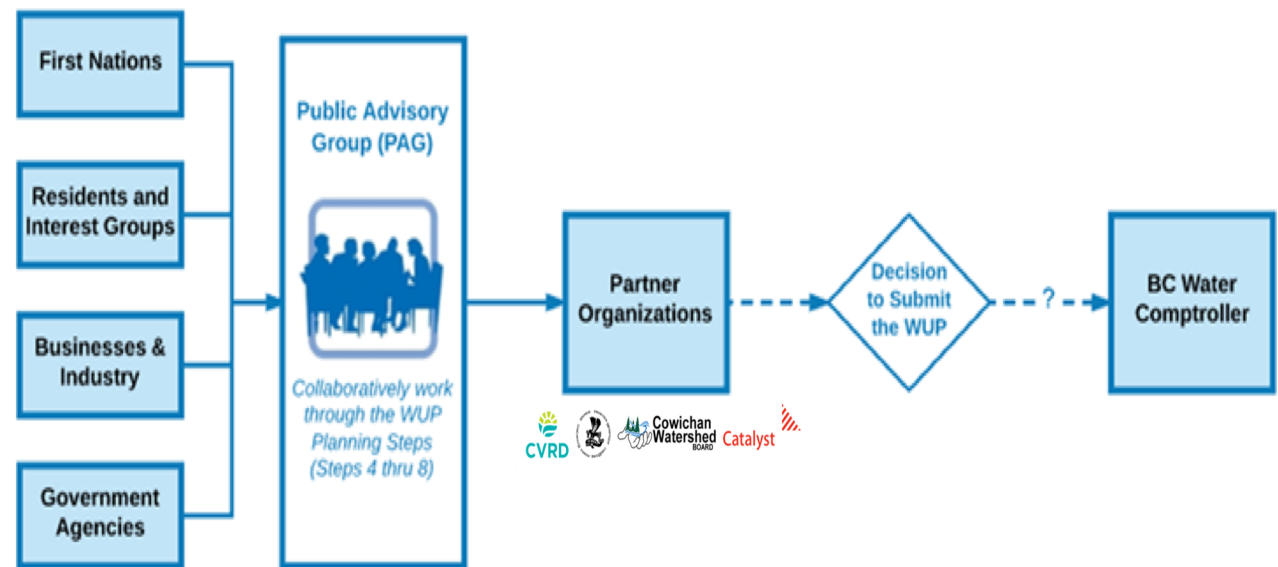 First Nations
Residents and
Interest Groups
Businesses &
Industry
Government
Agencies
Public Advisory
Group (PAG)
Collaboratively work
through the WUP
Planning Steps
(Steps 4 thru 8)
Partner
Organizations
CVRD
Cowichan
Watershed
BOARD
Catalyst
Decision
to Submit
the WUP
?
BC Water
Comptroller